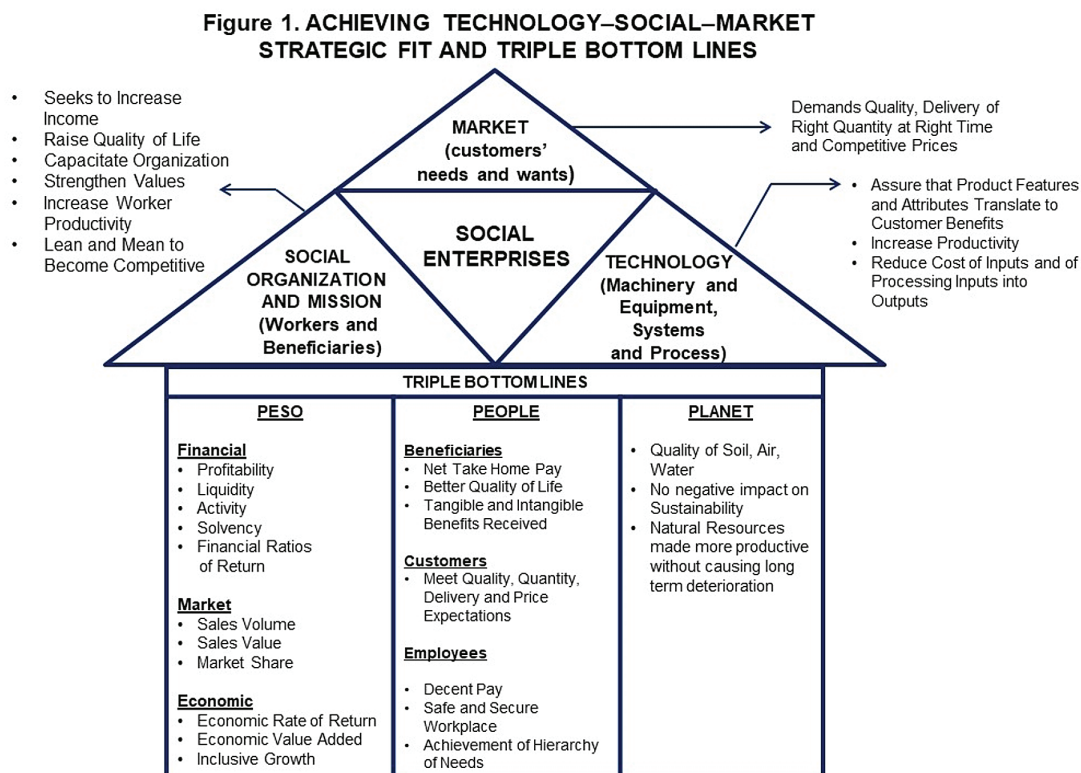 Figure 1. ACHIEVING TECHNOLOGY–SOCIAL–MARKET
STRATEGIC FIT AND TRIPLE BOTTOM LINES
• Seeks to Increase
Income
• Raise Quality of Life
• Capacitate Organization
• Strengthen Values
• Increase Worker
Productivity
• Lean and Mean to
Become Competitive
MARKET
(customers’
needs and wants)
Demands Quality, Delivery of
Right Quantity at Right Time
and Competitive Prices
• Assure that Product Features
and Attributes Translate to
Customer Benefits
• Increase Productivity
• Reduce Cost of Inputs and of
Processing Inputs into
Outputs
SOCIAL
ENTERPRISES
SOCIAL
ORGANIZATION
AND MISSION
(Workers and
Beneficiaries)
TECHNOLOGY
(Machinery and
Equipment,
Systems
and Process)
TRIPLE BOTTOM LINES
PESO
Financial
• Profitability
• Liquidity
• Activity
• Solvency
• Financial Ratios
of Return
Market
• Sales Volume
• Sales Value
• Market Share
Economic
• Economic Rate of Return
• Economic Value Added
• Inclusive Growth
PEOPLE
Beneficiaries
• Net Take Home Pay
• Better Quality of Life
• Tangible and Intangible
Benefits Received
Customers
• Meet Quality, Quantity,
Delivery and Price
Expectations
Employees
• Decent Pay
• Safe and Secure
Workplace
• Achievement of Hierarchy
of Needs
PLANET
• Quality of Soil, Air,
Water
• No negative impact on
Sustainability
• Natural Resources
made more productive
without causing long
term deterioration